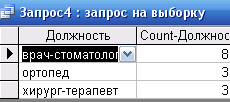 Запрос4 : запрос на выборку
Должность Count-Должнос
врач-стоматолог 8
ортопед 3
хирург-терапевт 3